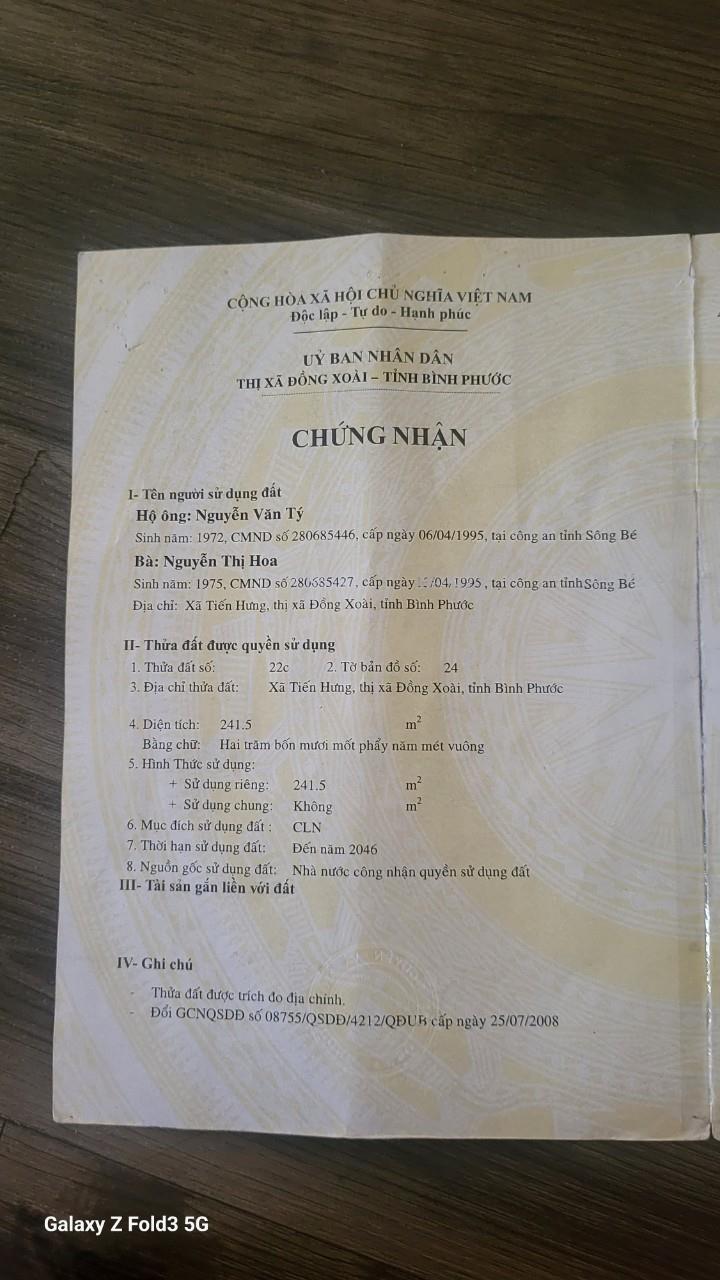 CỘNG HÒA XÃ HỘI CHỦ NGHĨA VIỆT NAM
Độc lập - Tự do - Hạnh phúc
UỶ BAN NHÂN DÂN
THỊ XÃ ĐỒNG XOÀI – TỈNH BÌNH PHƯỚC
CHỨNG NHẬN
I- Tên người sử dụng đất
Hộ ông: Nguyễn Văn Tý
Sinh năm: 1972, CMND số 280685446, cấp ngày 06/04/1995, tại công an tỉnh Sông Bé
Bà: Nguyễn Thị Hoa
Sinh năm: 1975, CMND số 280685427, cấp ngày /04/1995, tại công an tỉnh Sông Bé
Địa chỉ: Xã Tiến Hưng, thị xã Đồng Xoài, tỉnh Bình Phước
II- Thửa đất được quyền sử dụng
1. Thửa đất số: 22c 2. Tờ bản đồ số: 24
3. Địa chỉ thửa đất: Xã Tiến Hưng, thị xã Đồng Xoài, tỉnh Bình Phước
4. Diện tích: 241.5 m²
Bằng chữ: Hai trăm bốn mươi mốt phẩy năm mét vuông
5. Hình Thức sử dụng:
+ Sử dụng riêng: 241.5 m²
+ Sử dụng chung: Không m²
6. Mục đích sử dụng đất : CLN
7. Thời hạn sử dụng đất: Đến năm 2046
8. Nguồn gốc sử dụng đất: Nhà nước công nhận quyền sử dụng đất
III- Tài sản gắn liền với đất
IV- Ghi chú
- Thửa đất được trích đo địa chính.
- Đổi GCNQSDĐ số 08755/QSDĐ/4212/QĐUB cấp ngày 25/07/2008
Galaxy Z Fold3 5G